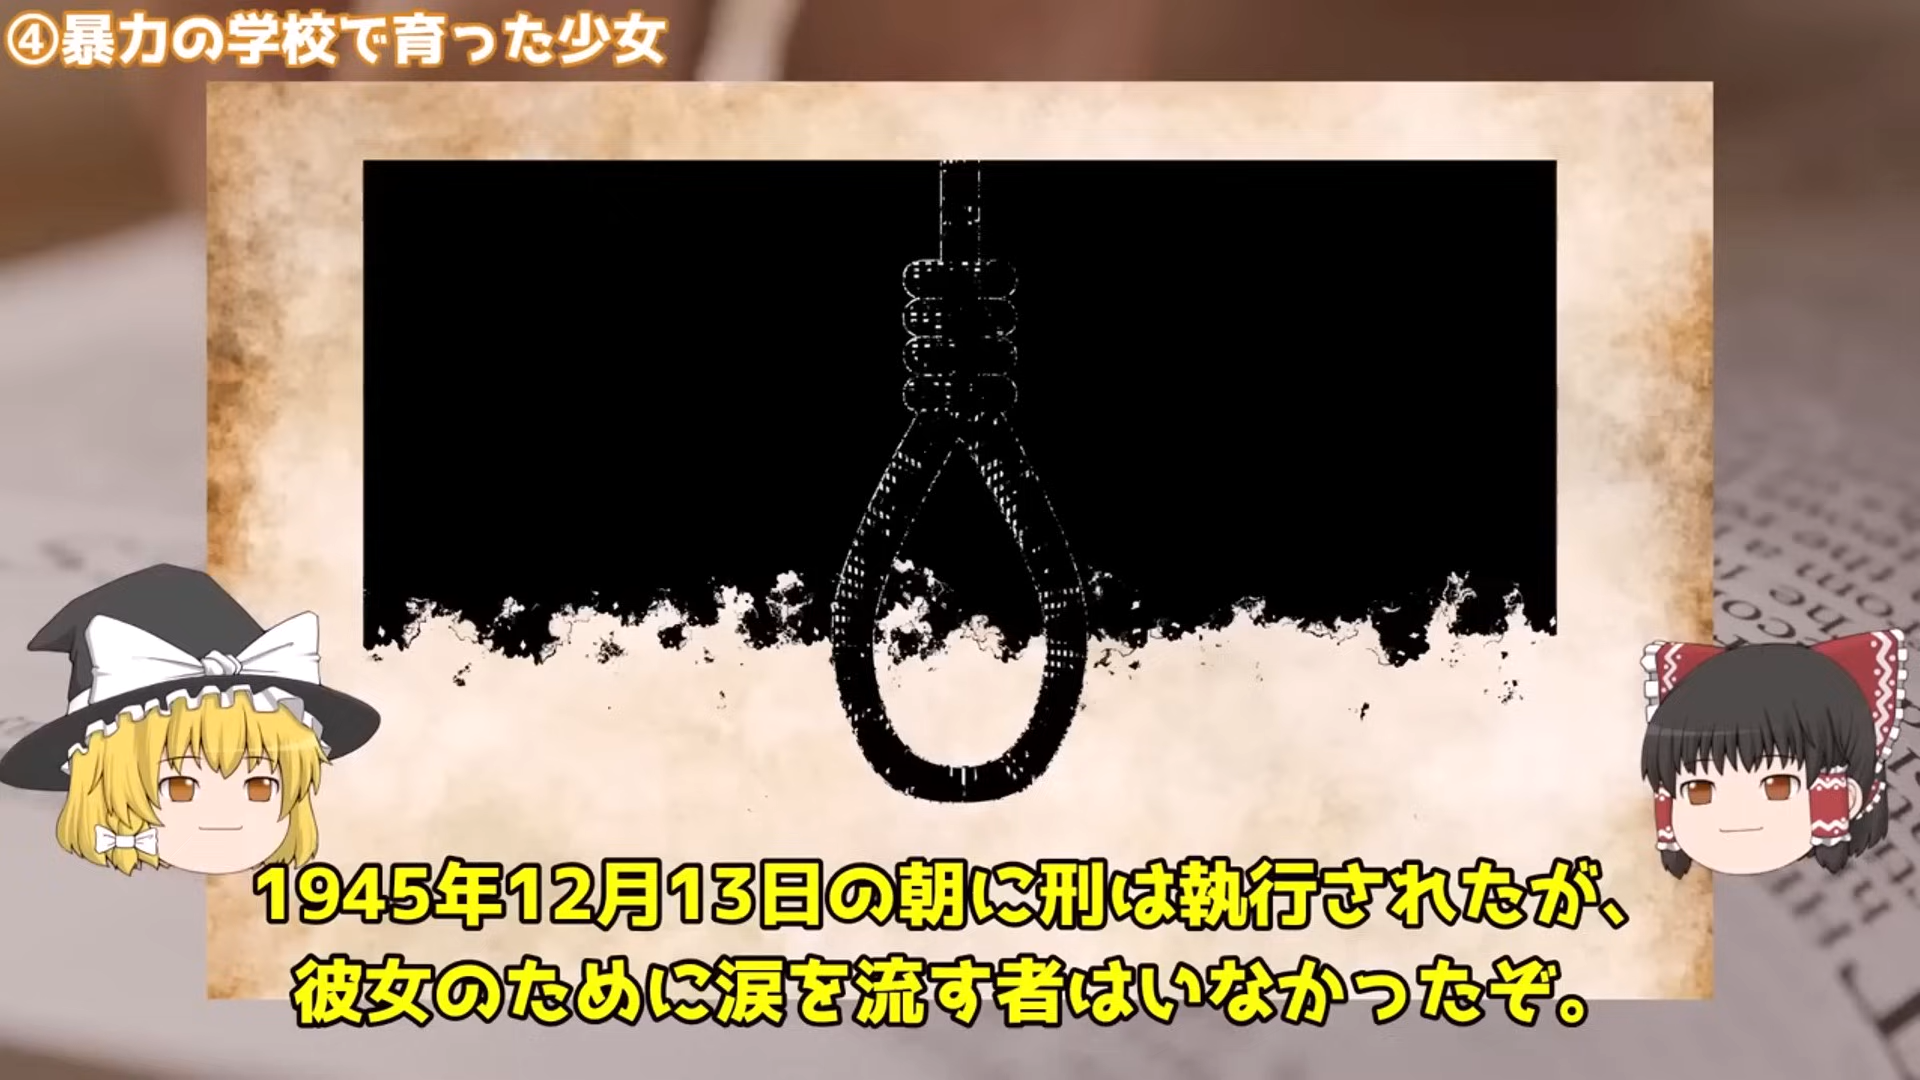 ④暴力の学校で育った少女
1945年12月13日の朝に刑は執行されたが、
彼女のために涙を流す者はいなかったぞ。